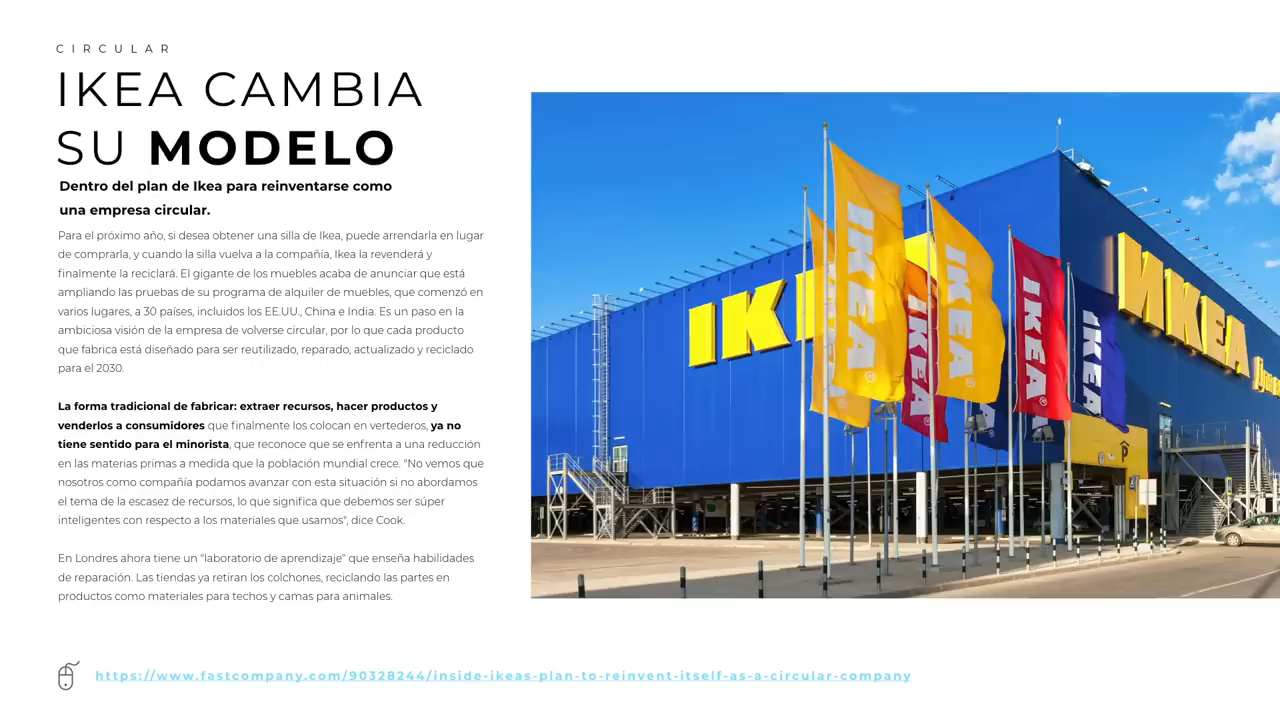 CIRCULAR
IKEA CAMBIA
SU MODELO
Dentro del plan de Ikea para reinventarse como
una empresa circular.
Para el próximo año, si desea obtener una silla de Ikea, puede arrendarla en lugar
de comprarla, y cuando la silla vuelva a la compañía, Ikea la revenderá y
finalmente la reciclará. El gigante de los muebles acaba de anunciar que está
ampliando las pruebas de su programa de alquiler de muebles, que comenzó en
varios lugares, a 30 países, incluidos los EE.UU., China e India. Es un paso en la
ambiciosa visión de la empresa de volverse circular, por lo que cada producto
que fabrica está diseñado para ser reutilizado, reparado, actualizado y reciclado
para el 2030.
La forma tradicional de fabricar: extraer recursos, hacer productos y
venderlos a consumidores que finalmente los colocan en vertederos, ya no
tiene sentido para el minorista, que reconoce que se enfrenta a una reducción
en las materias primas a medida que la población mundial crece. "No vemos que
nosotros como compañía podamos avanzar con esta situación si no abordamos
el tema de la escasez de recursos, lo que significa que debemos ser súper
inteligentes con respecto a los materiales que usamos", dice Cook.
En Londres ahora tiene un "laboratorio de aprendizaje" que enseña habilidades
de reparación. Las tiendas ya retiran los colchones, reciclando las partes en
productos como materiales para techos y camas para animales.
IK
IKEA
IKEA
IKEA
IKEA
IKEA
ИКЕА
P
https://www.fastcompany.com/90328244/inside-ikeas-plan-to-reinvent-itself-as-a-circular-company